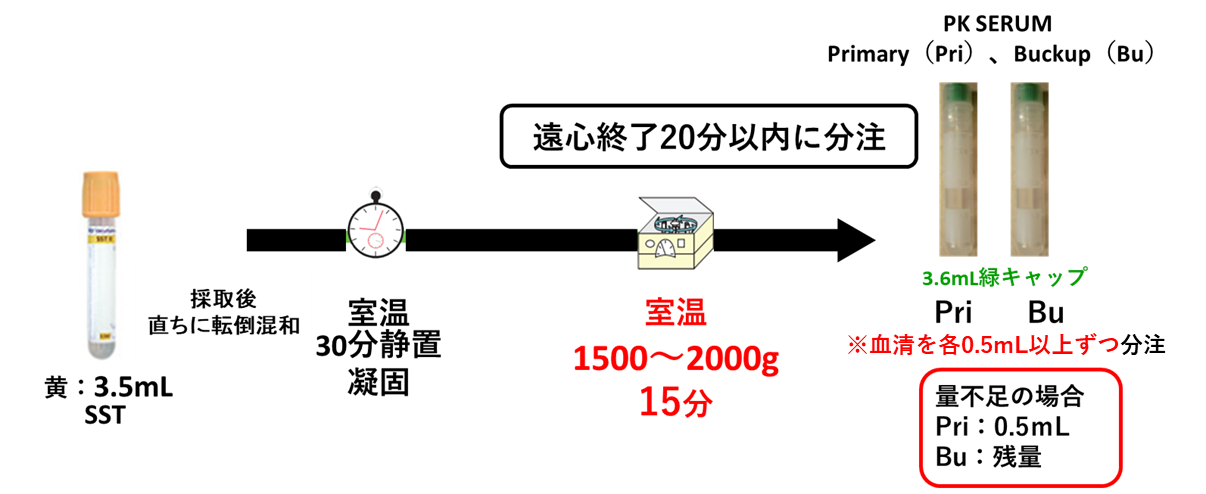 PK SERUM
Primary（Pri）、Buckup（Bu）
遠心終了20分以内に分注
SST II
3.6mL緑キャップ
Pri Bu
※血清を各0.5mL以上ずつ分注
採取後
直ちに転倒混和
室温
30分静置
凝固
室温
1500～2000g
15分
黄：3.5mL
SST
量不足の場合
Pri：0.5mL
Bu：残量